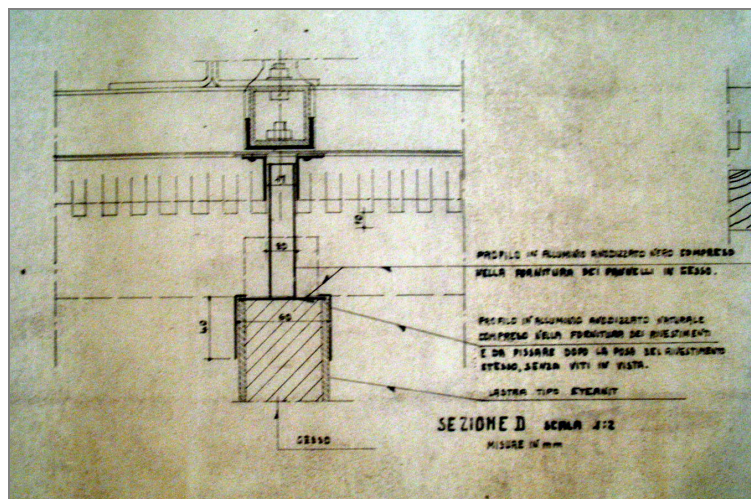 PROFILO IN ALLUMINIO ANODIZZATO NERO COMPRESO
NELLA FORNITURA DEI PANNELLI IN GESSO.
PROFILO IN ALLUMINIO ANODIZZATO NATURALE
COMPRESO NELLA FORNITURA DEI RIVESTIMENTI
E DA FISSARE DOPO LA POSA DEL RIVESTIMENTO
STESSO, SENZA VITI IN VISTA.
LASTRA TIPO ETERNIT
SEZIONE D SCALA 1:2
MISURE IN mm
GESSO
20
60
10